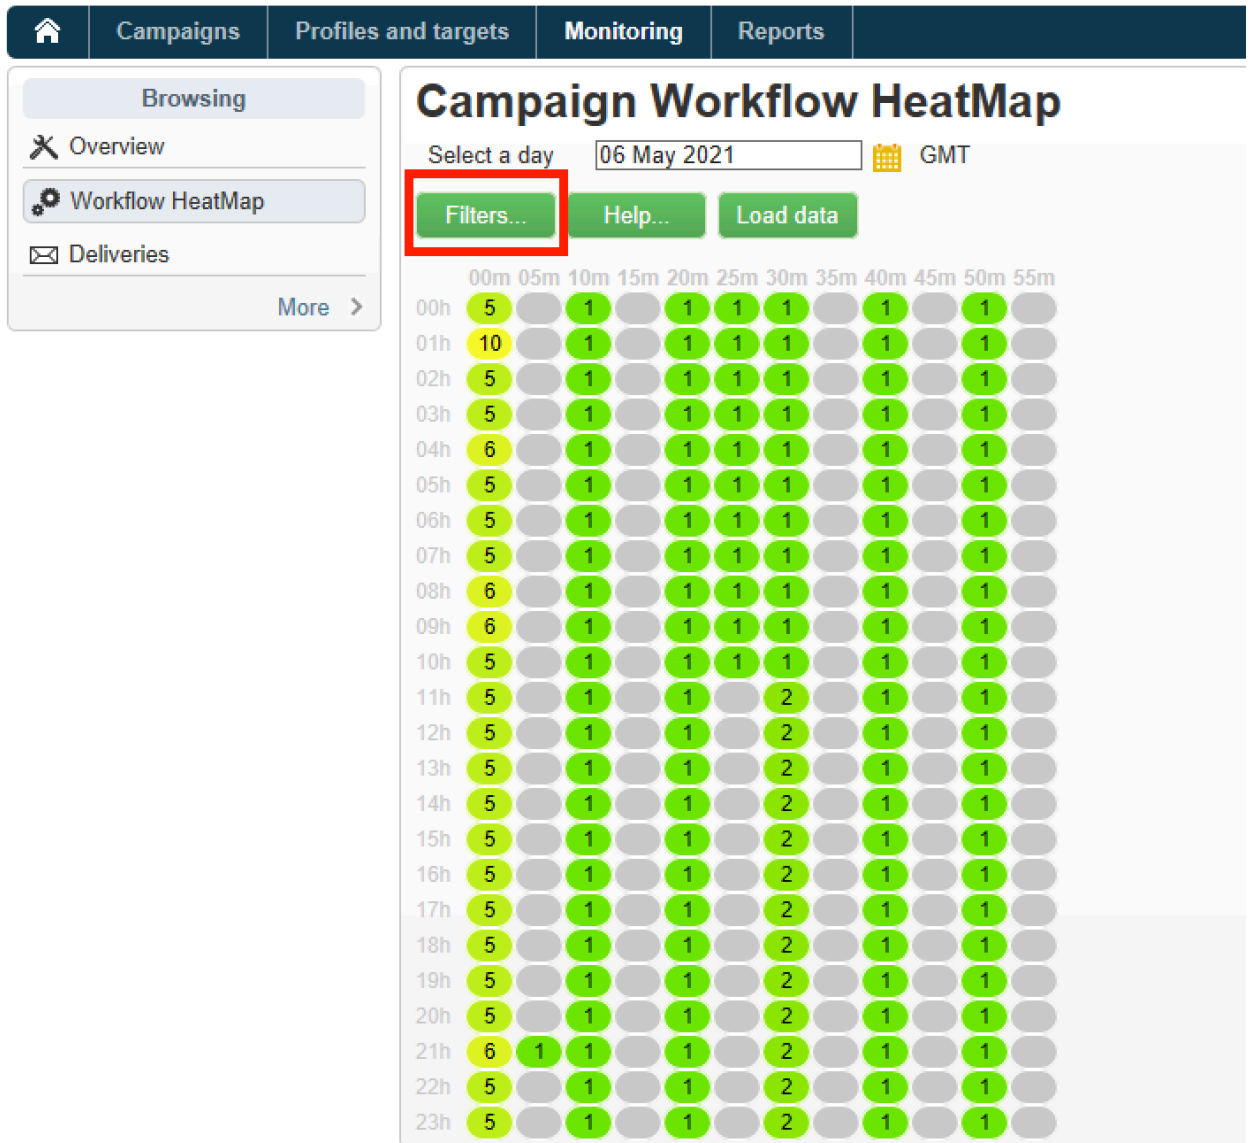 Campaigns Profiles and targets Monitoring Reports
Browsing
Overview
Workflow HeatMap
Deliveries
More
Campaign Workflow HeatMap
Select a day 06 May 2021 GMT
Filters... Help... Load data
00m 05m 10m 15m 20m 25m 30m 35m 40m 45m 50m 55m
00h 5 1 1 1 1 1 1
01h 10 1 1 1 1 1 1
02h 5 1 1 1 1 1 1
03h 5 1 1 1 1 1 1
04h 6 1 1 1 1 1 1
05h 5 1 1 1 1 1 1
06h 5 1 1 1 1 1 1
07h 5 1 1 1 1 1 1
08h 6 1 1 1 1 1 1
09h 6 1 1 1 1 1 1
10h 5 1 1 1 1 1 1
11h 5 1 1 2 1 1
12h 5 1 1 2 1 1
13h 5 1 1 2 1 1
14h 5 1 1 2 1 1
15h 5 1 1 2 1 1
16h 5 1 1 2 1 1
17h 5 1 1 2 1 1
18h 5 1 1 2 1 1
19h 5 1 1 2 1 1
20h 5 1 1 2 1 1
21h 6 1 1 1 2 1 1
22h 5 1 1 2 1 1
23h 5 1 1 2 1 1